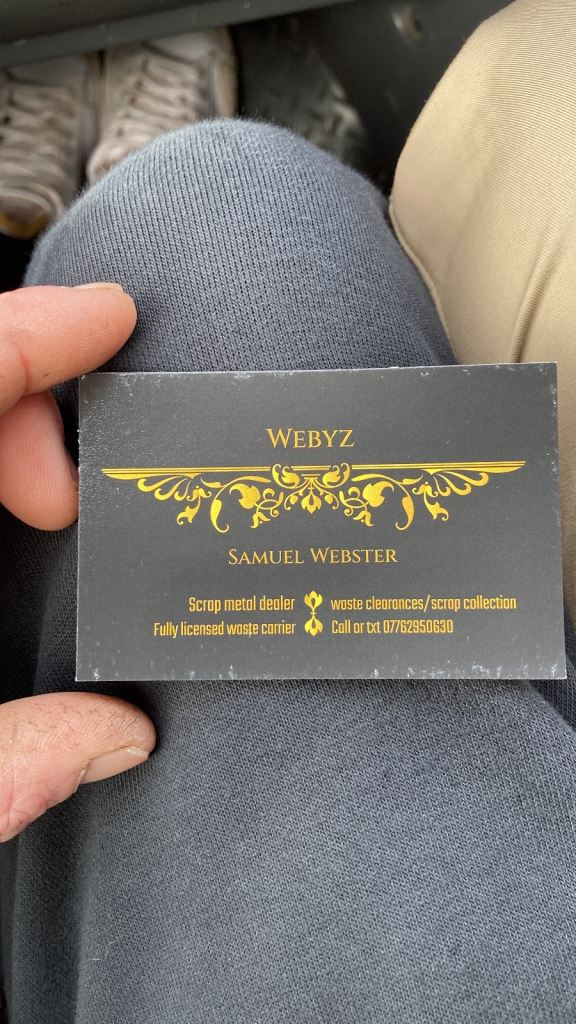 Webyz
Samuel Webster
Scrap metal dealer waste clearances/scrap collection
Fully licensed waste carrier Call or txt 07762950630